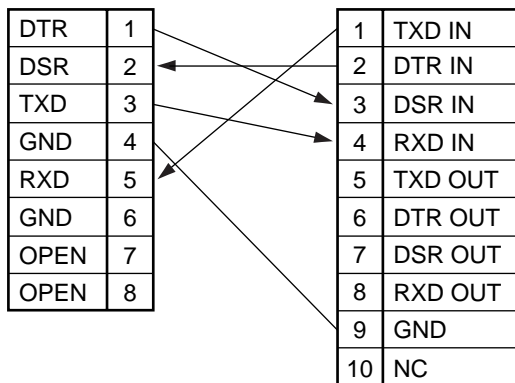 DTR 1
DSR 2
TXD 3
GND 4
RXD 5
GND 6
OPEN 7
OPEN 8
1 TXD IN
2 DTR IN
3 DSR IN
4 RXD IN
5 TXD OUT
6 DTR OUT
7 DSR OUT
8 RXD OUT
9 GND
10 NC